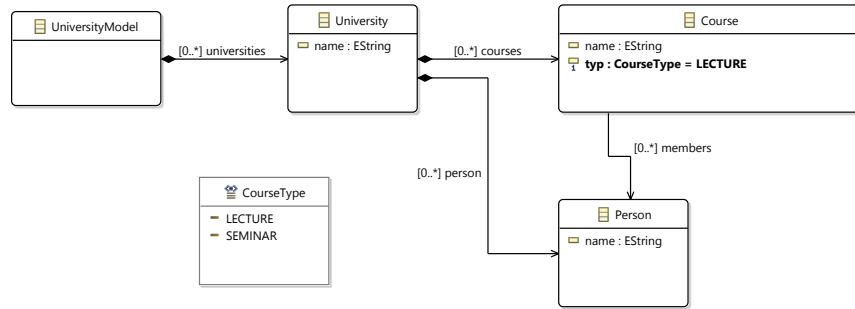 UniversityModel
[0..*] universities
University
name : EString
[0..*] courses
Course
name : EString
1
typ : CourseType = LECTURE
[0..*] members
[0..*] person
CourseType
LECTURE
SEMINAR
Person
name : EString